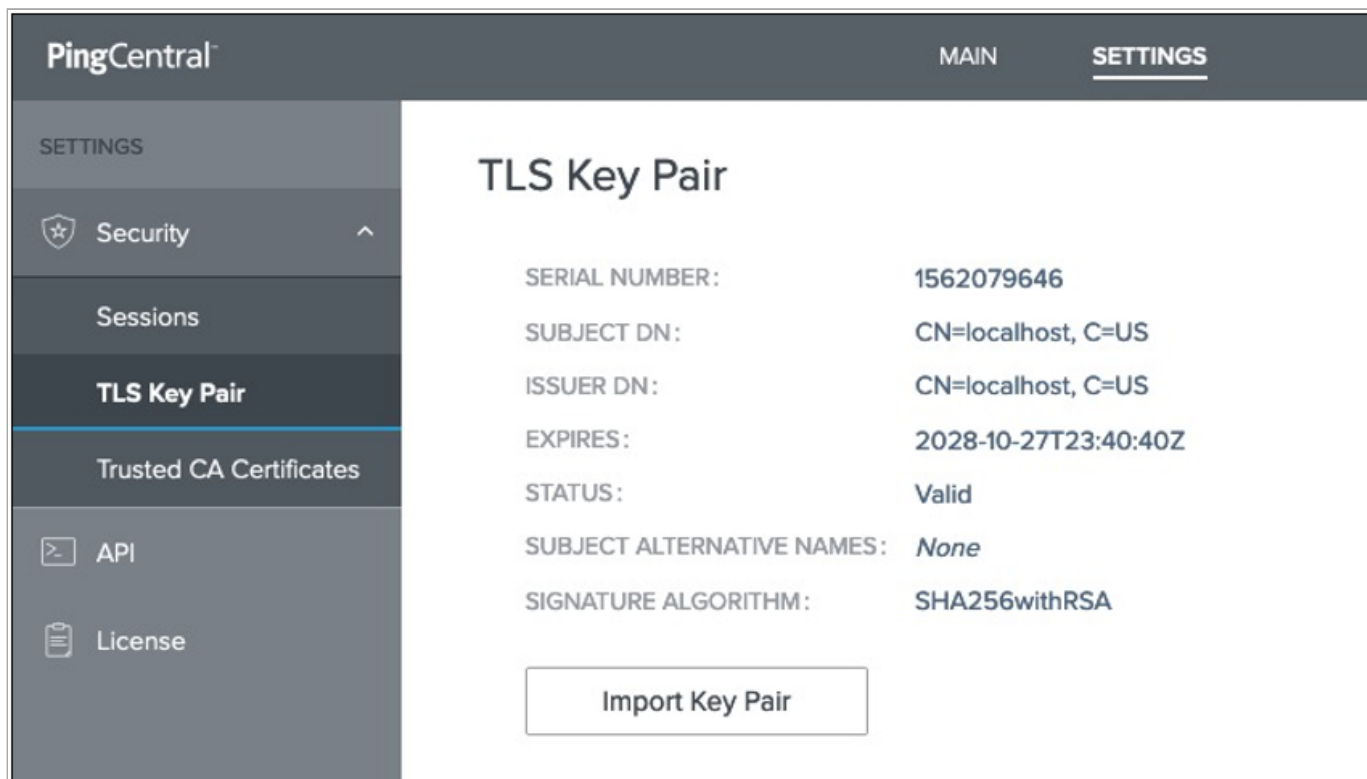 PingCentral
MAIN
SETTINGS
SETTINGS
Security
Sessions
TLS Key Pair
Trusted CA Certificates
API
License
TLS Key Pair
SERIAL NUMBER: 1562079646
SUBJECT DN: CN=localhost, C=US
ISSUER DN: CN=localhost, C=US
EXPIRES: 2028-10-27T23:40:40Z
STATUS: Valid
SUBJECT ALTERNATIVE NAMES: None
SIGNATURE ALGORITHM: SHA256withRSA
Import Key Pair